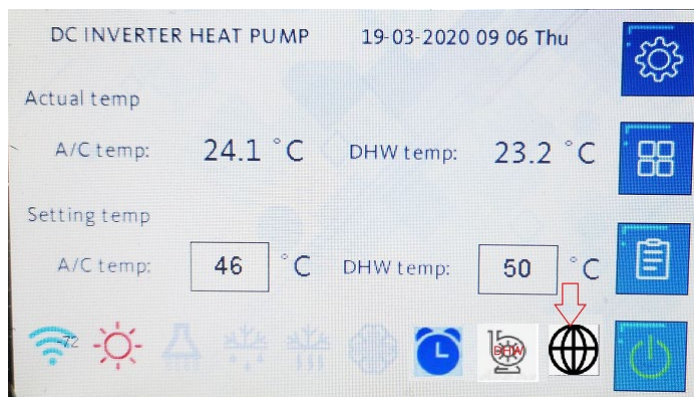 DC INVERTER HEAT PUMP 19-03-2020 09 06 Thu
Actual temp
A/C temp: 24.1 °C DHW temp: 23.2 °C
Setting temp
A/C temp: 46 °C DHW temp: 50 °C
-72 DHW